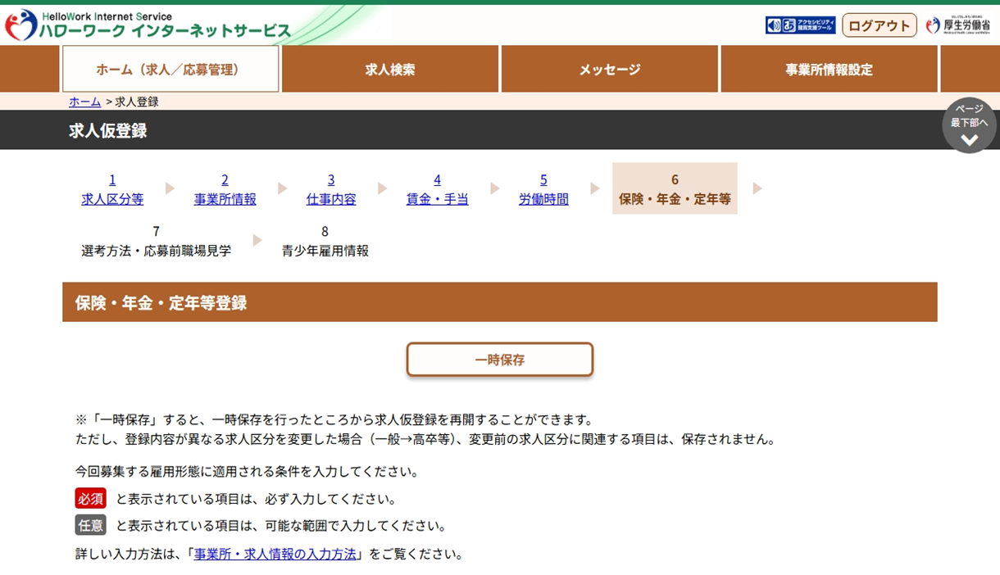 HelloWork Internet Service
ハローワーク インターネットサービス
アクセシビリティ
閲覧支援ツール
ログアウト
厚生労働省
ホーム（求人／応募管理）
求人検索
メッセージ
事業所情報設定
ホーム > 求人登録
求人仮登録
ページ
最下部へ
1
求人区分等
2
事業所情報
3
仕事内容
4
賃金・手当
5
労働時間
6
保険・年金・定年等
7
選考方法・応募前職場見学
8
青少年雇用情報
保険・年金・定年等登録
一時保存
※「一時保存」すると、一時保存を行ったところから求人仮登録を再開することができます。
ただし、登録内容が異なる求人区分を変更した場合（一般→高卒等）、変更前の求人区分に関連する項目は、保存されません。
今回募集する雇用形態に適用される条件を入力してください。
必須 と表示されている項目は、必ず入力してください。
任意 と表示されている項目は、可能な範囲で入力してください。
詳しい入力方法は、「事業所・求人情報の入力方法」をご覧ください。